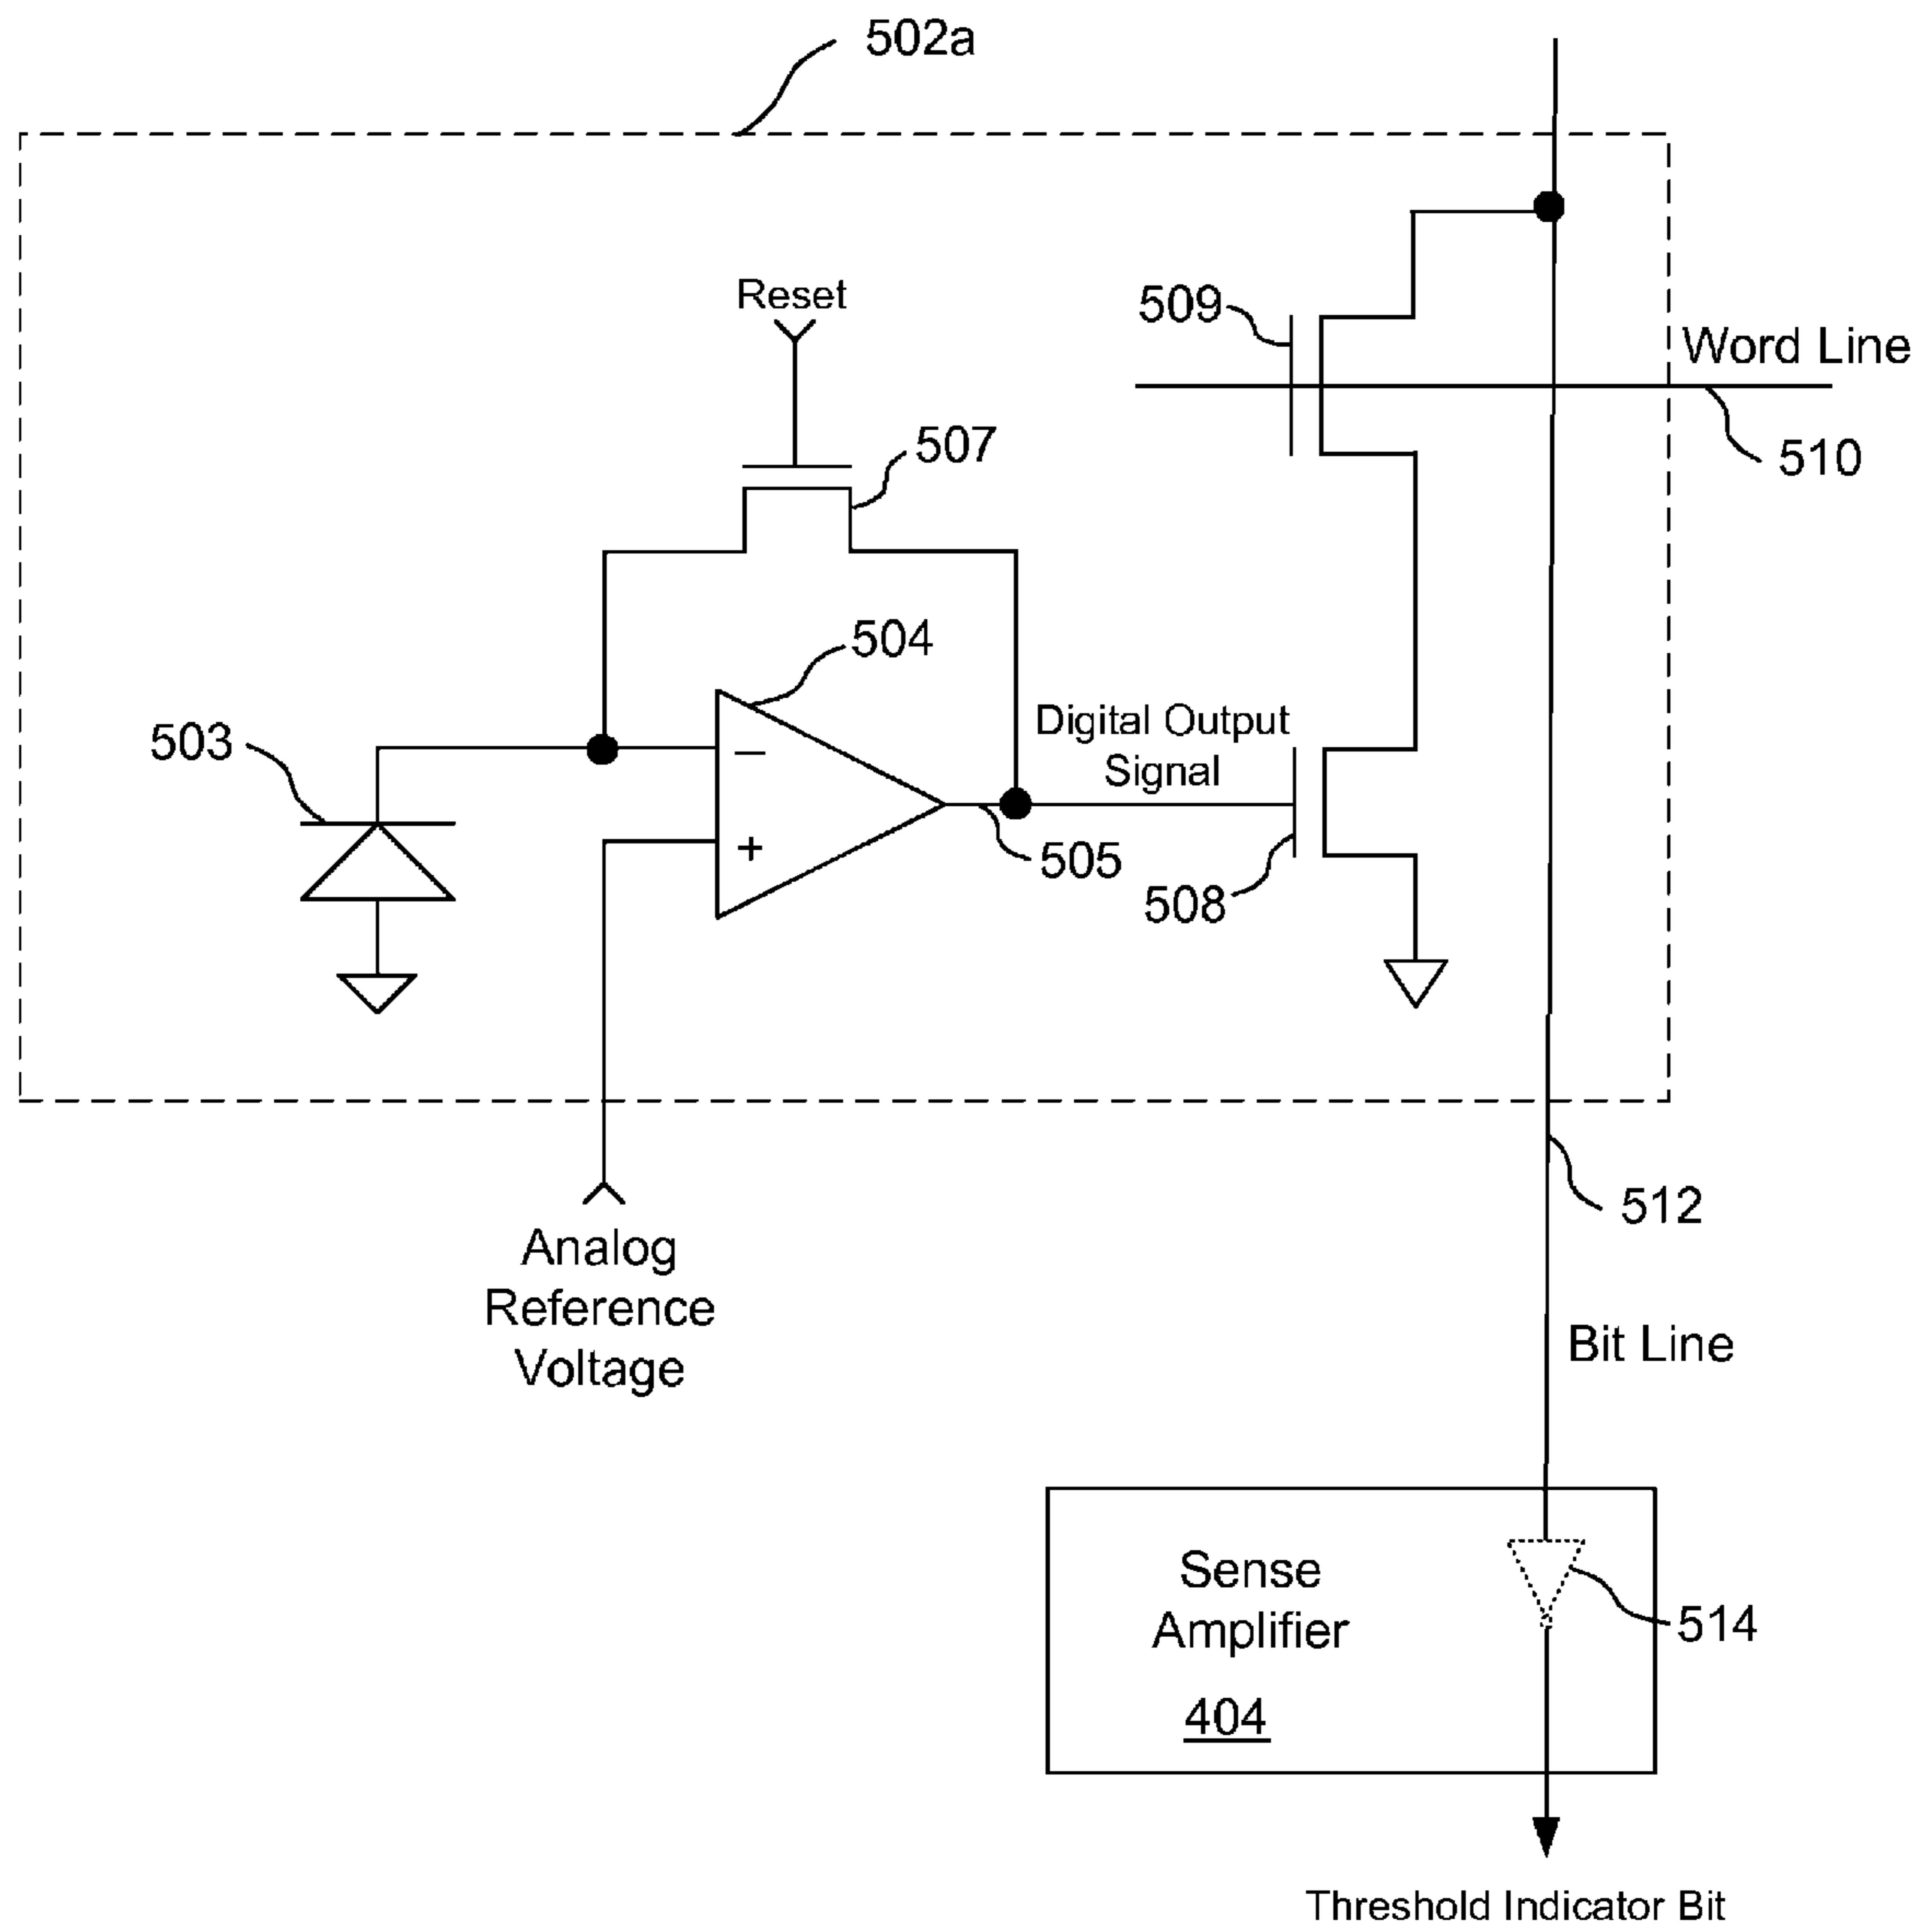 502a
Reset
509
Word Line
507
510
504
503
Digital Output
Signal
−
+
505
508
512
Analog
Reference
Voltage
Bit Line
Sense
Amplifier
404
514
Threshold Indicator Bit